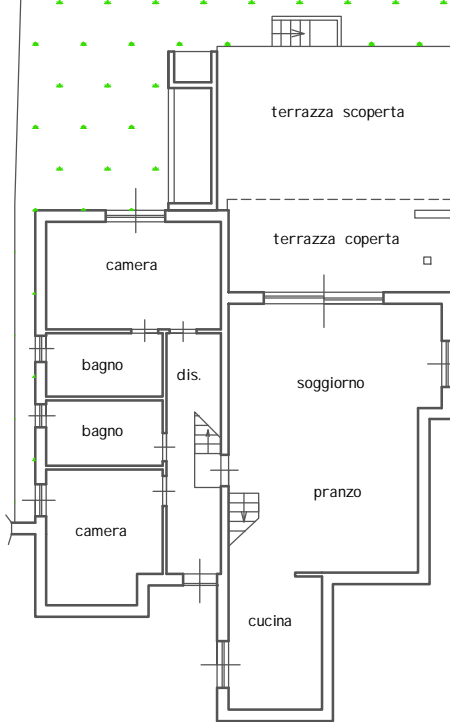 terrazza scoperta
terrazza coperta
camera
bagno
dis.
soggiorno
bagno
pranzo
camera
cucina